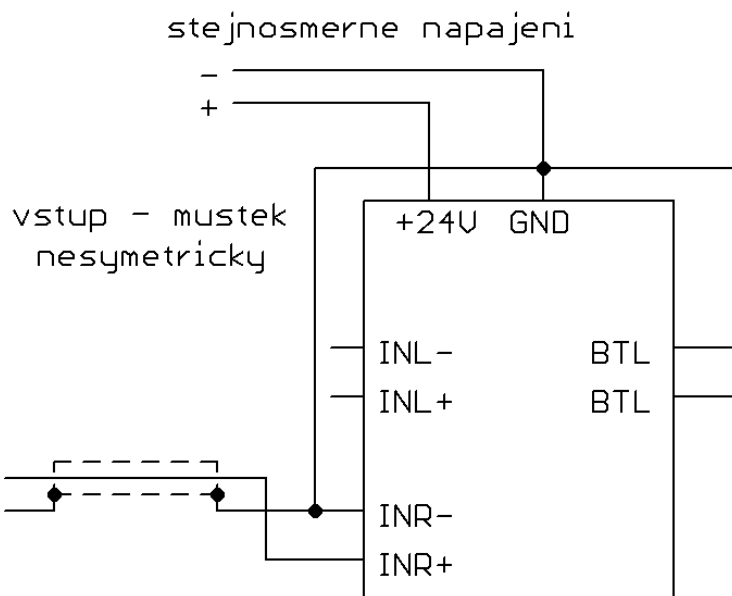 stejnosmerne napajeni
-
+
vstup - mustek
nesymetricky
+24V GND
INL- BTL
INL+ BTL
INR-
INR+